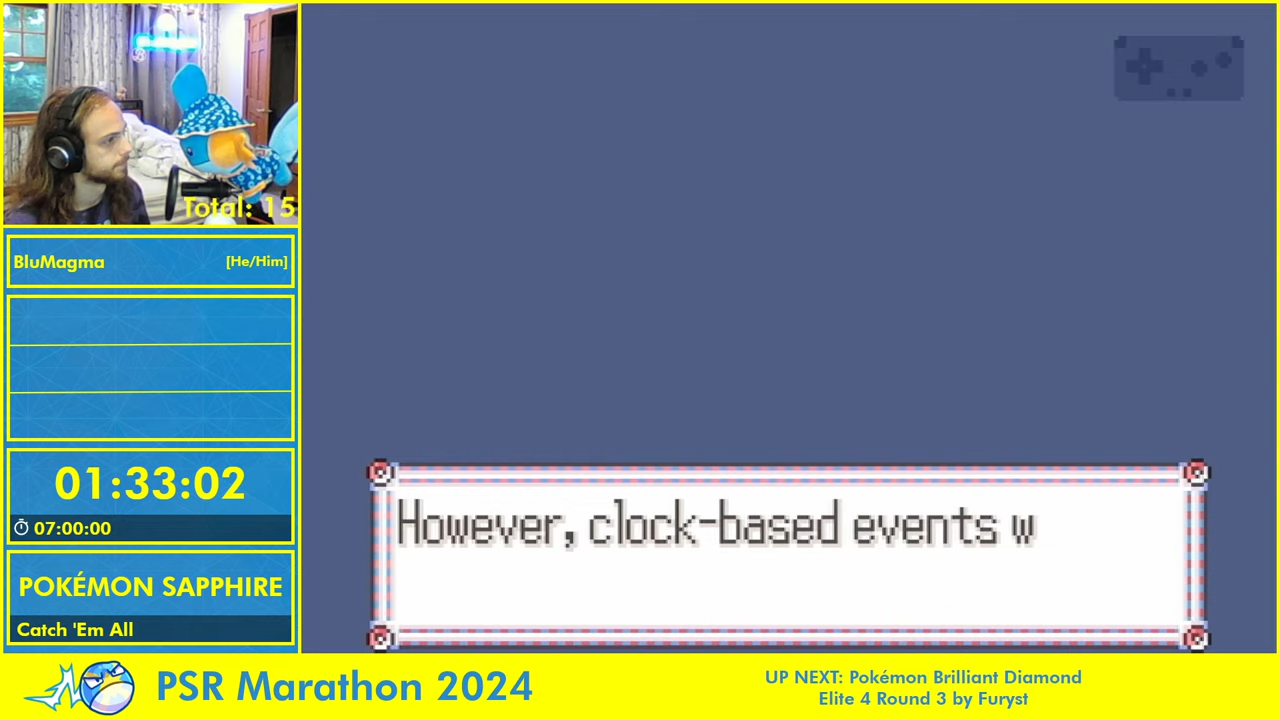 Total: 15
BluMagma [He/Him]
01:33:02
07:00:00
POKÉMON SAPPHIRE
Catch 'Em All
However, clock-based events w
PSR Marathon 2024
UP NEXT: Pokémon Brilliant Diamond
Elite 4 Round 3 by Furyst